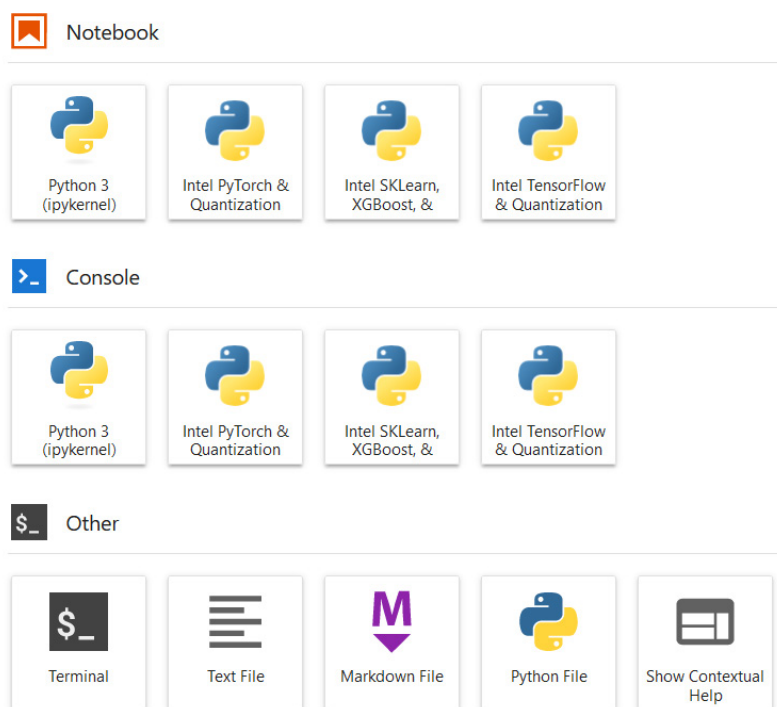 Notebook
Python 3
(ipykernel)
Intel PyTorch &
Quantization
Intel SKLearn,
XGBoost, &
Intel TensorFlow
& Quantization
>_ Console
Python 3
(ipykernel)
Intel PyTorch &
Quantization
Intel SKLearn,
XGBoost, &
Intel TensorFlow
& Quantization
$_ Other
$_
Terminal
Text File
M
Markdown File
Python File
Show Contextual
Help